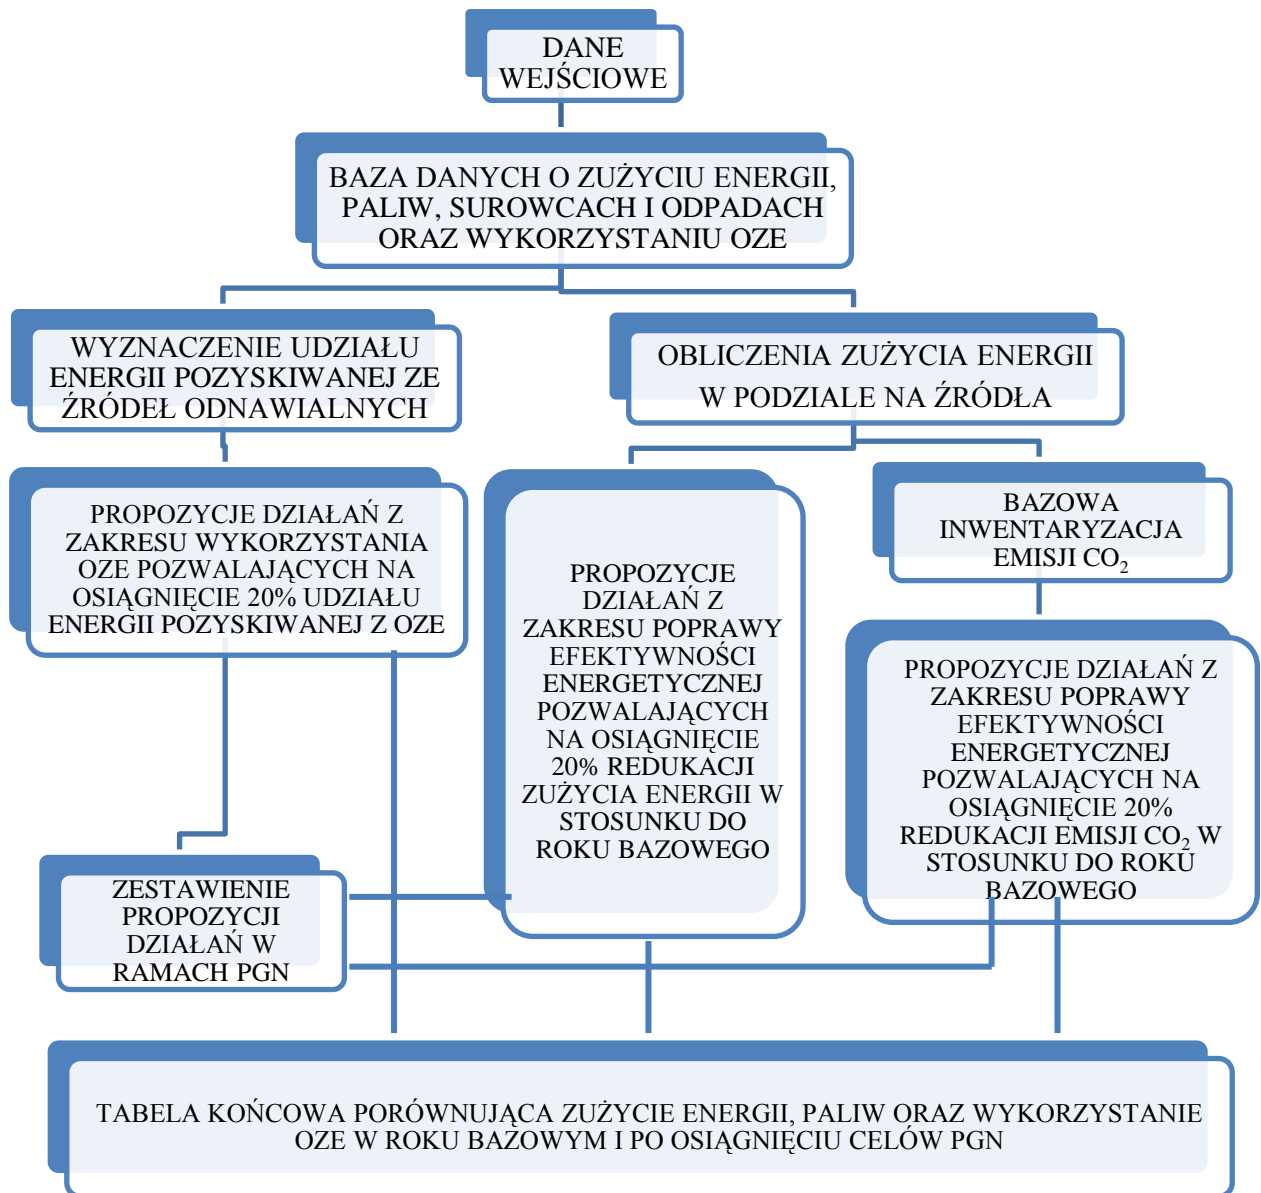 DANE
WEJŚCIOWE
BAZA DANYCH O ZUŻYCIU ENERGII,
PALIW, SUROWCACH I ODPADACH
ORAZ WYKORZYSTANIU OZE
WYZNACZENIE UDZIAŁU
ENERGII POZYSKIWANEJ ZE
ŹRÓDEŁ ODNAWIALNYCH
OBLICZENIA ZUŻYCIA ENERGII
W PODZIALE NA ŹRÓDŁA
PROPOZYCJE DZIAŁAŃ Z
ZAKRESU WYKORZYSTANIA
OZE POZWALAJĄCYCH NA
OSIĄGNIĘCIE 20% UDZIAŁU
ENERGII POZYSKIWANEJ Z OZE
PROPOZYCJE
DZIAŁAŃ Z
ZAKRESU POPRAWY
EFEKTYWNOŚCI
ENERGETYCZNEJ
POZWALAJĄCYCH
NA OSIĄGNIĘCIE
20% REDUKACJI
ZUŻYCIA ENERGII W
STOSUNKU DO
ROKU BAZOWEGO
BAZOWA
INWENTARYZACJA
EMISJI CO₂
PROPOZYCJE DZIAŁAŃ Z
ZAKRESU POPRAWY
EFEKTYWNOŚCI
ENERGETYCZNEJ
POZWALAJĄCYCH NA
OSIĄGNIĘCIE 20%
REDUKACJI EMISJI CO₂ W
STOSUNKU DO ROKU
BAZOWEGO
ZESTAWIENIE
PROPOZYCJI
DZIAŁAŃ W
RAMACH PGN
TABELA KOŃCOWA PORÓWNUJĄCA ZUŻYCIE ENERGII, PALIW ORAZ WYKORZYSTANIE
OZE W ROKU BAZOWYM I PO OSIĄGNIĘCIU CELÓW PGN